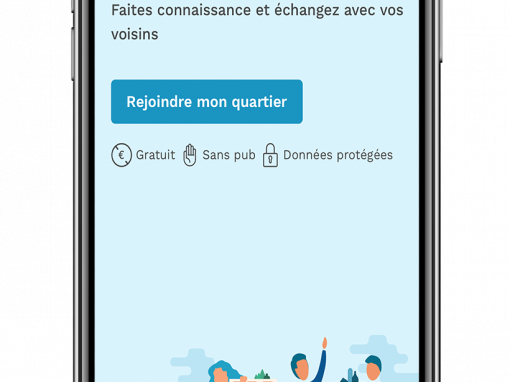 Faites connaissance et échangez avec vos
voisins
Rejoindre mon quartier
€ Gratuit Sans pub Données protégées